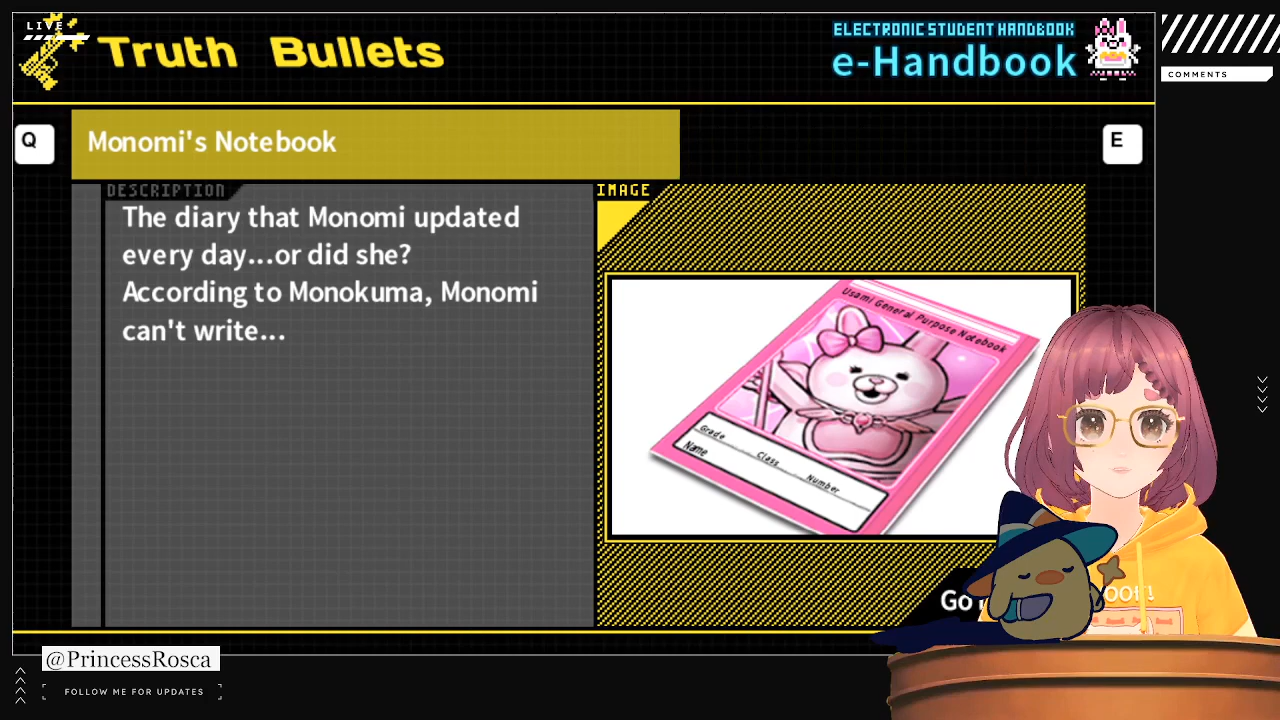 LIVE
Truth Bullets
ELECTRONIC STUDENT HANDBOOK
e-Handbook
COMMENTS
Q
Monomi's Notebook
E
DESCRIPTION
IMAGE
The diary that Monomi updated
every day...or did she?
According to Monokuma, Monomi
can't write...
Usami General Purpose Notebook
Grade
Class
Number
Name
Go
@PrincessRosca
FOLLOW ME FOR UPDATES